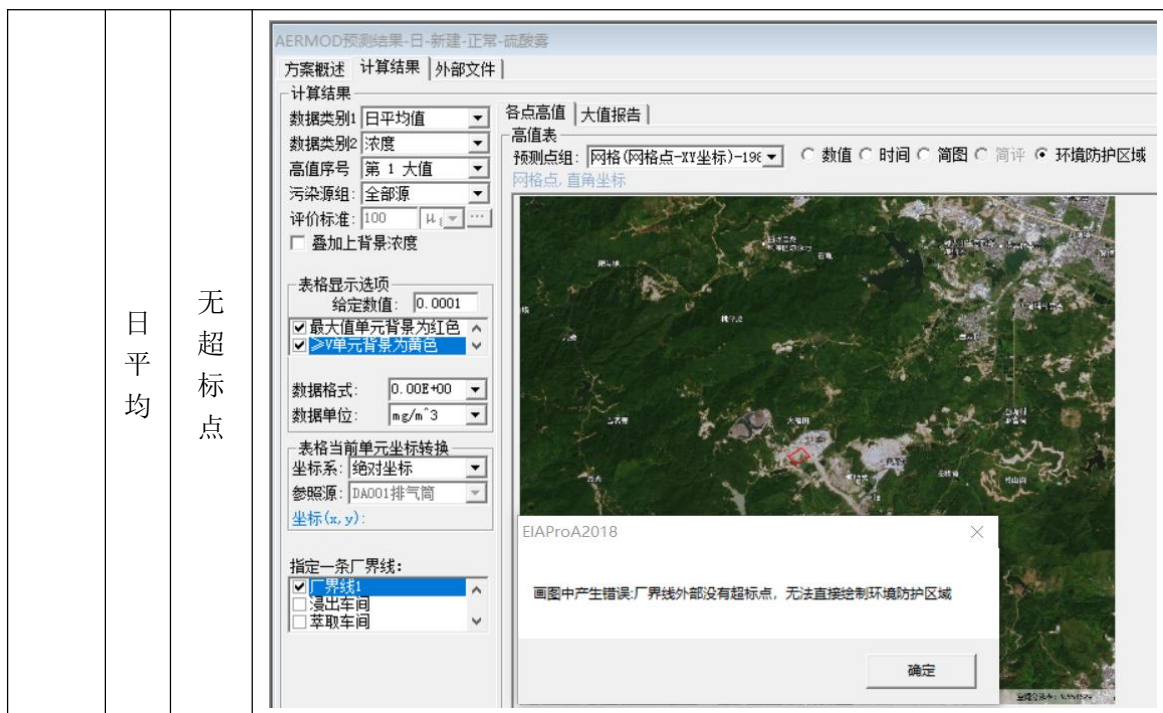 日平均
无超标点
AERMOD预测结果-日-新建-正常-硫酸雾
方案概述 计算结果 外部文件
计算结果
数据类别1 日平均值
数据类别2 浓度
高值序号 第 1 大值
污染源组: 全部源
评价标准: 100
叠加上背景浓度
表格显示选项
给定数值: 0.0001
最大值单元背景为红色
≥V单元背景为黄色
数据格式: 0.00E+00
数据单位: mg/m^3
表格当前单元坐标转换
坐标系: 绝对坐标
参照源: DA001排气筒
坐标(x, y):
指定一条厂界线:
厂界线1
浸出车间
萃取车间
各点高值 大值报告
高值表
预测点组: 网格(网格点-XY坐标)-198 数值 时间 简图 简评 环境防护区域
网格点, 直角坐标
EIAProA2018
画图中产生错误:厂界线外部没有超标点，无法直接绘制环境防护区域
确定